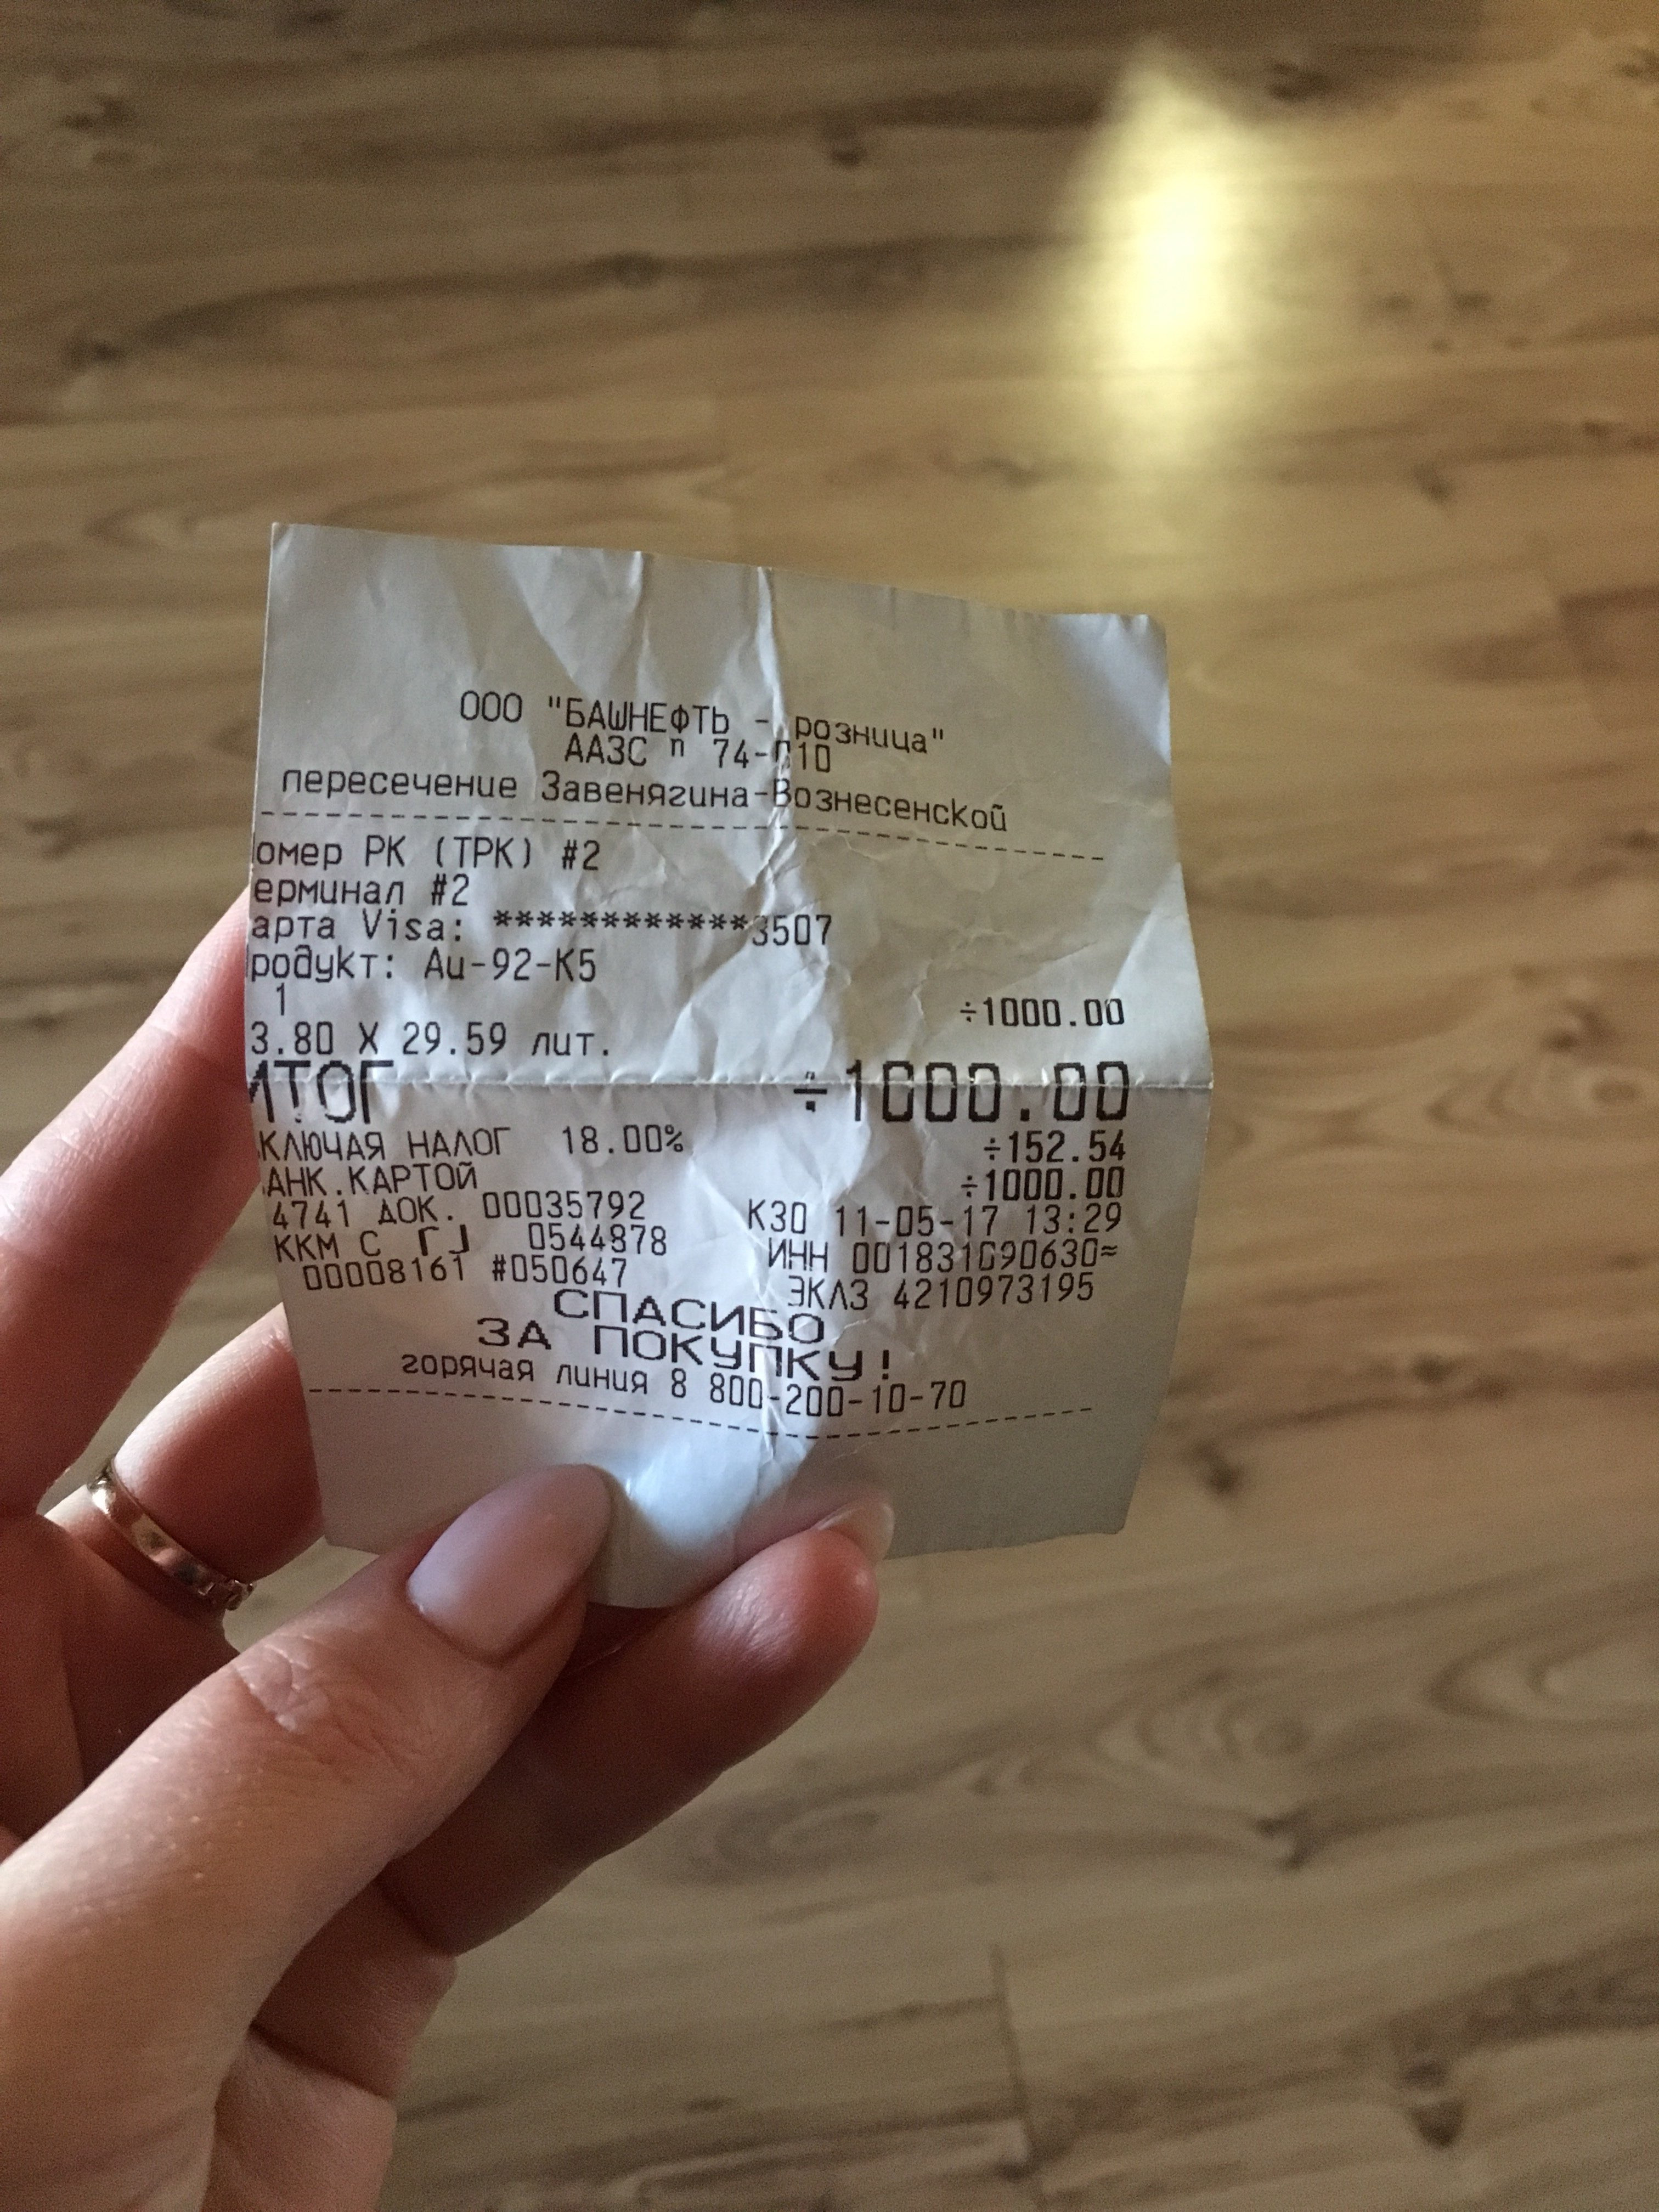 ООО "БАШНЕФТЬ - розница"
ААЗС п 74-010
пересечение Завенягина-Вознесенской
омер РК (ТРК) #2
ерминал #2
арта Visa: ************3507
родукт: Аи-92-К5
1
÷1000.00
3.80 X 29.59 лит.
ИТОГ ÷1000.00
КЛЮЧАЯ НАЛОГ 18.00% ÷152.54
АНК.КАРТОЙ ÷1000.00
4741 ДОК. 00035792 КЗО 11-05-17 13:29
ККМ С 0544878 ИНН 001831090630≈
00008161 #050647 ЭКЛЗ 4210973195
СПАСИБО
ЗА ПОКУПКУ!
горячая линия 8 800-200-10-70